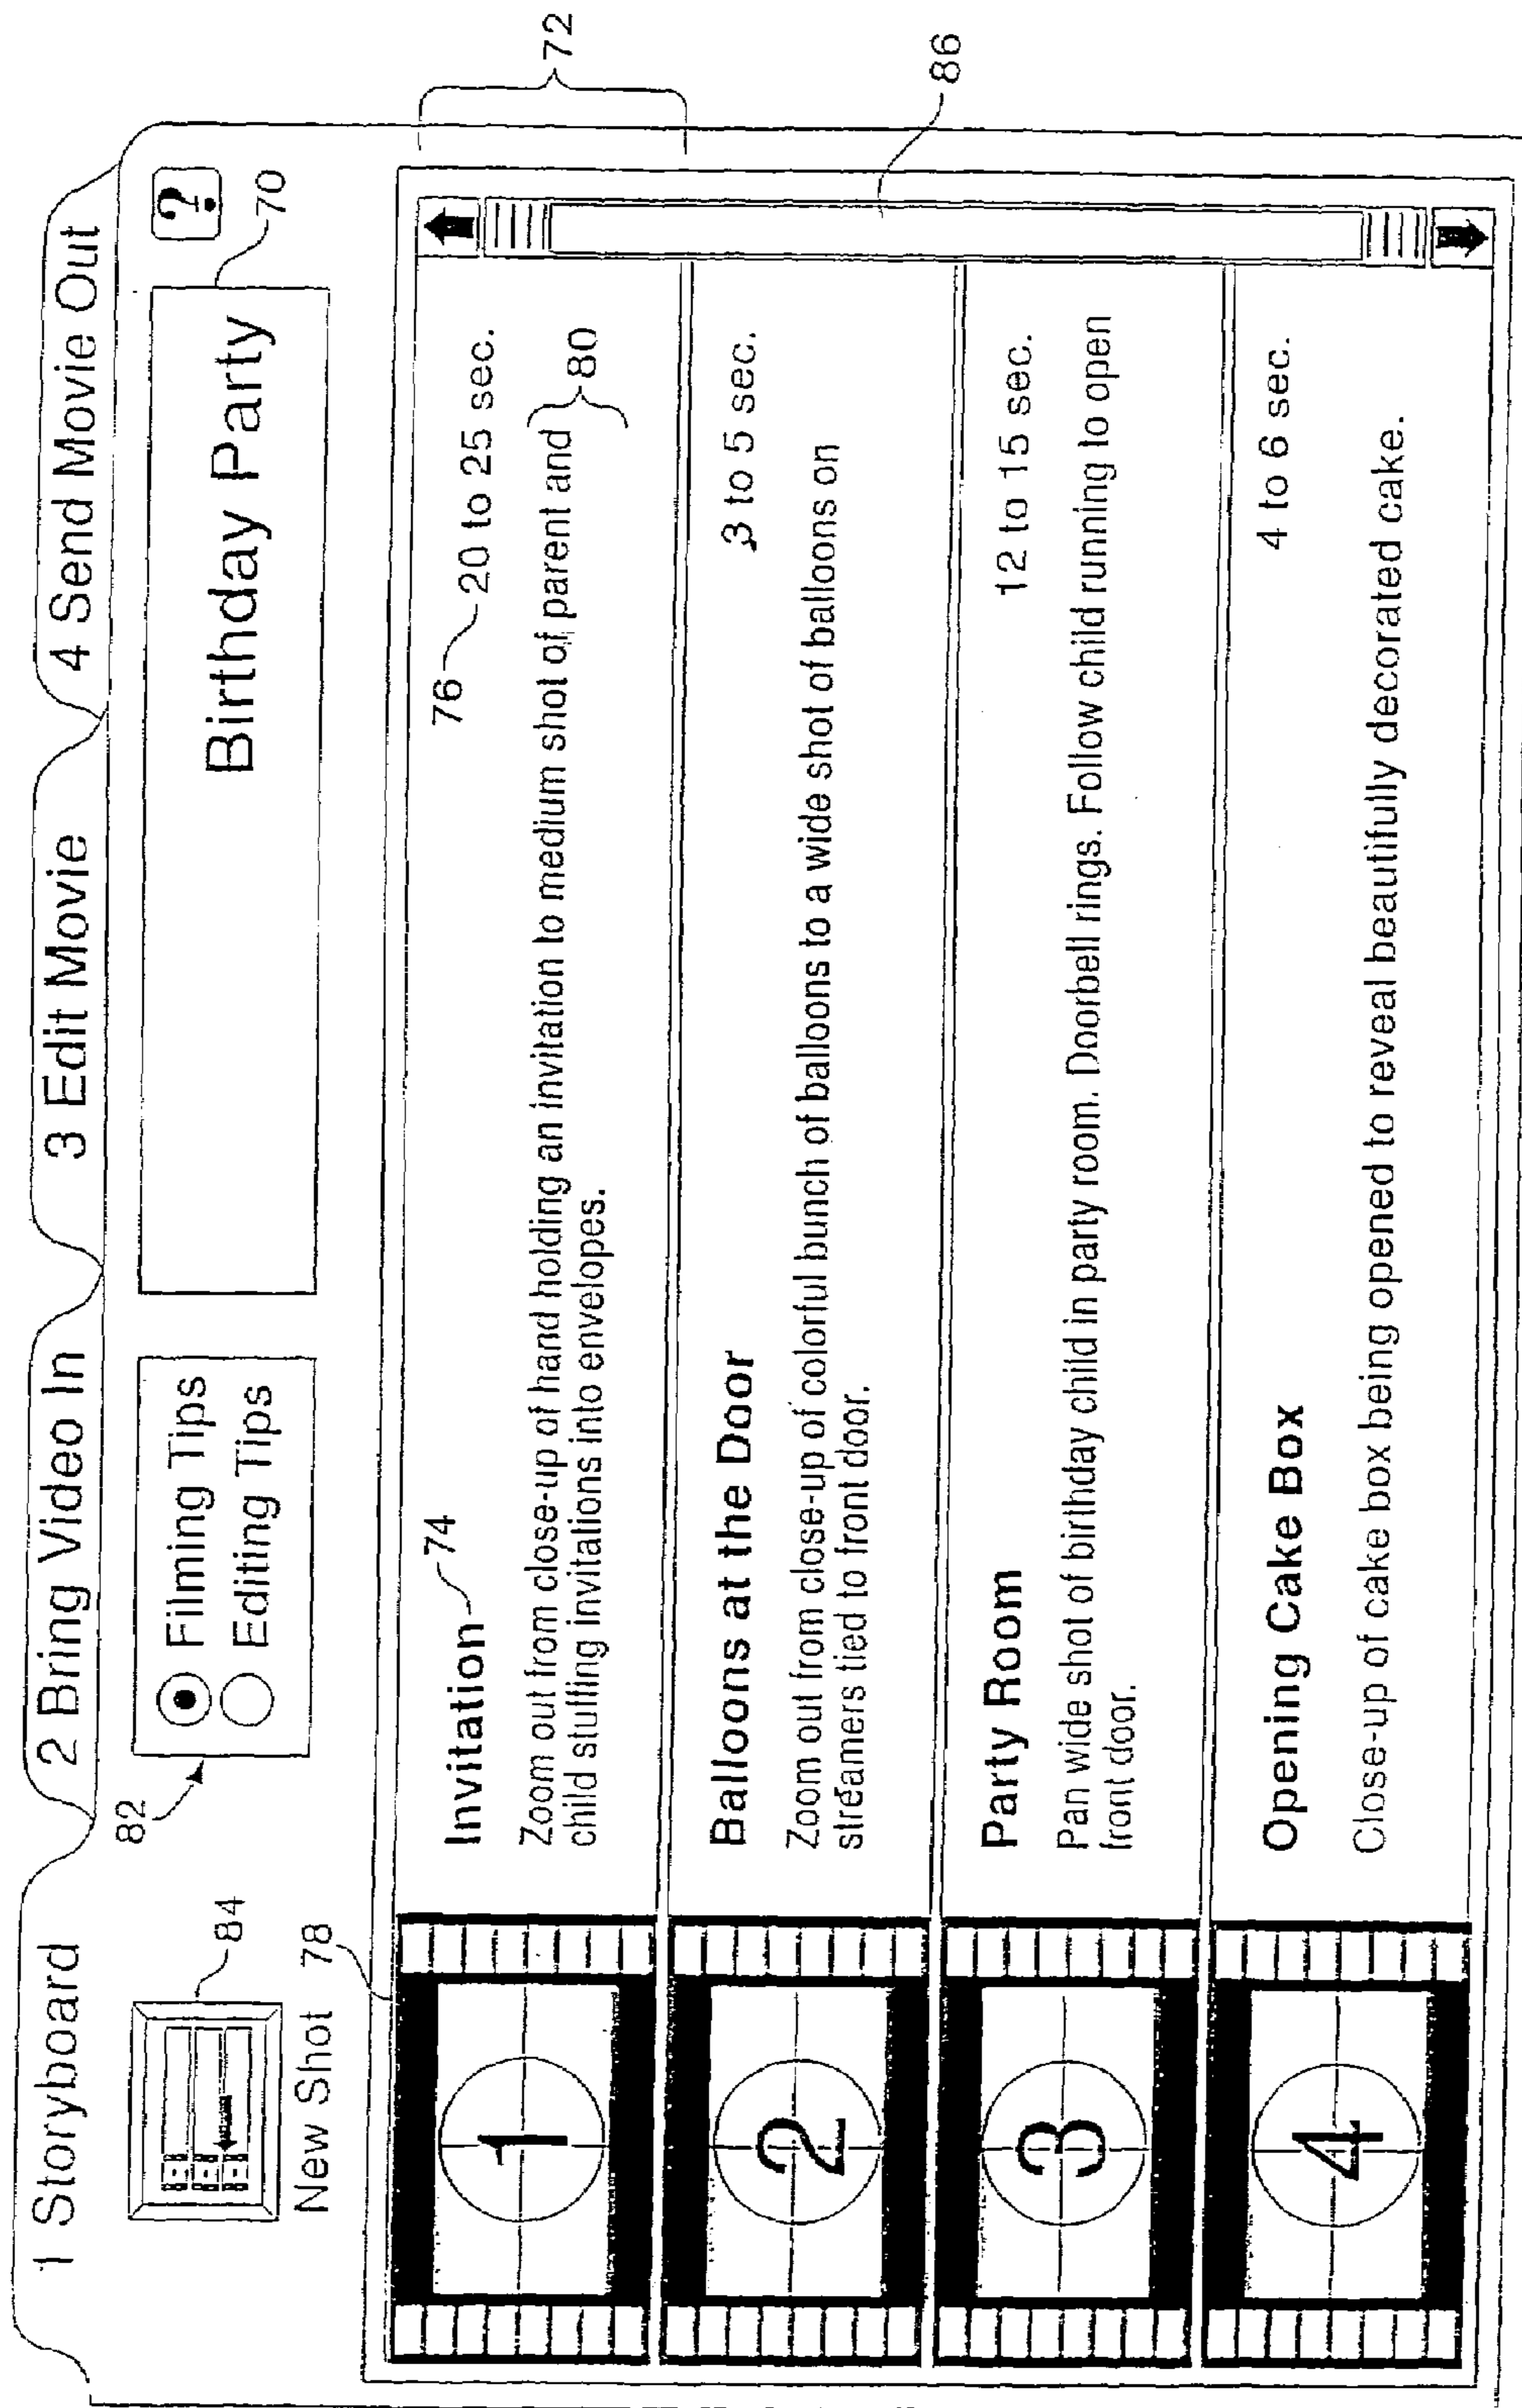 1 Storyboard
2 Bring Video In
3 Edit Movie
4 Send Movie Out
84
New Shot
82
Filming Tips
Editing Tips
Birthday Party
?
70
78
72
1
Invitation
74
76
20 to 25 sec.
Zoom out from close-up of hand holding an invitation to medium shot of parent and
child stuffing invitations into envelopes.
80
2
Balloons at the Door
3 to 5 sec.
Zoom out from close-up of colorful bunch of balloons to a wide shot of balloons on
streamers tied to front door.
86
3
Party Room
12 to 15 sec.
Pan wide shot of birthday child in party room. Doorbell rings. Follow child running to open
front door.
4
Opening Cake Box
4 to 6 sec.
Close-up of cake box being opened to reveal beautifully decorated cake.